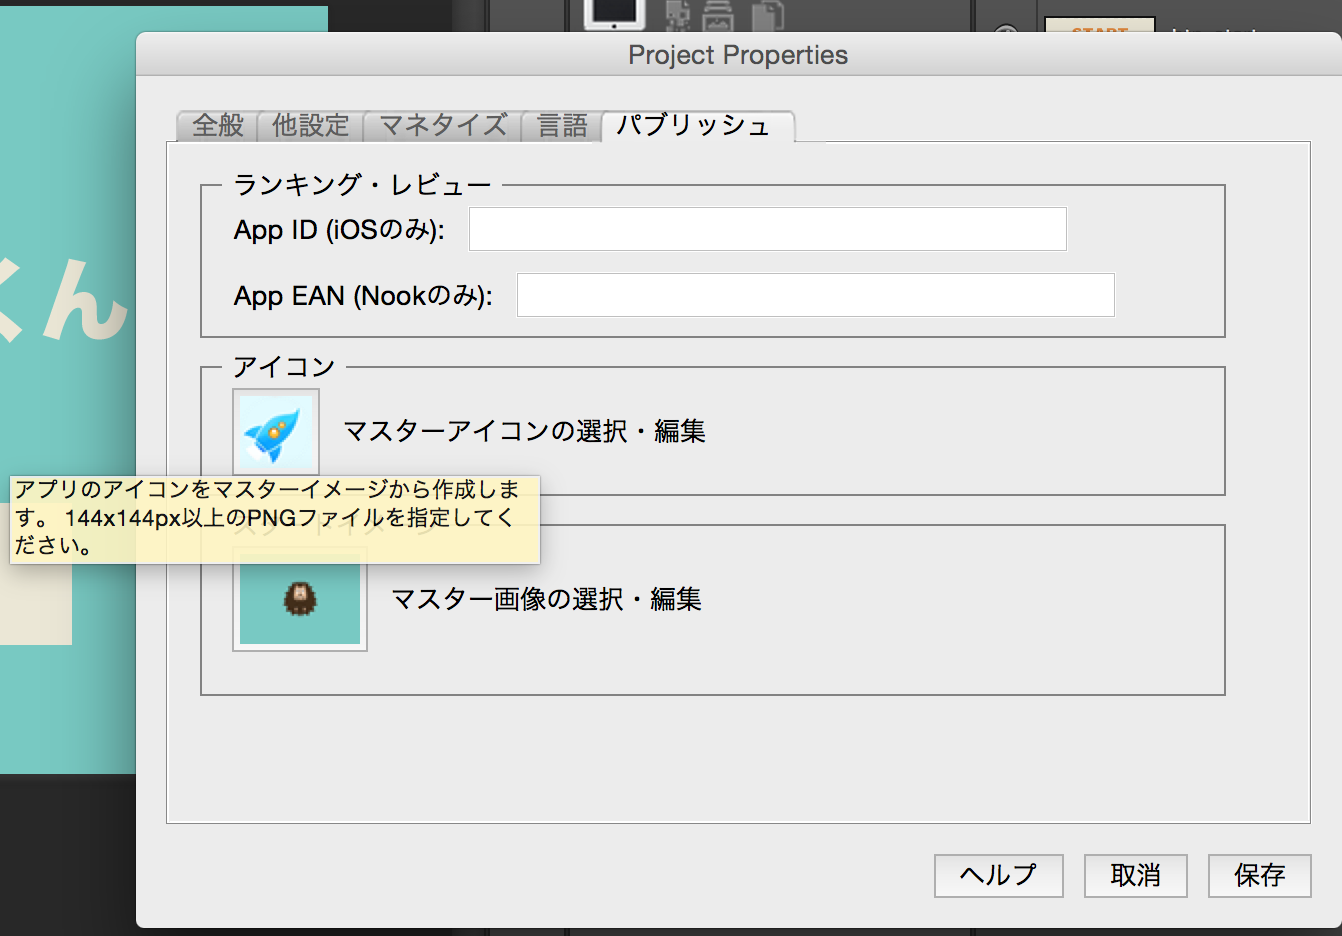 START
Project Properties
全般 他設定 マネタイズ 言語 パブリッシュ
ランキング・レビュー
App ID (iOSのみ):
App EAN (Nookのみ):
くん
アイコン
マスターアイコンの選択・編集
アプリのアイコンをマスターイメージから作成しま
す。 144x144px以上のPNGファイルを指定してく
ださい。
マスター画像の選択・編集
ヘルプ 取消 保存